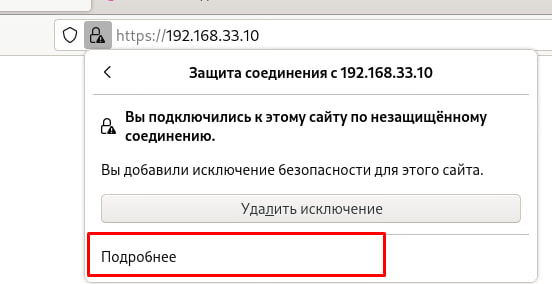 https://192.168.33.10
Защита соединения с 192.168.33.10
Вы подключились к этому сайту по незащищённому
соединению.
Вы добавили исключение безопасности для этого сайта.
Удалить исключение
Подробнее